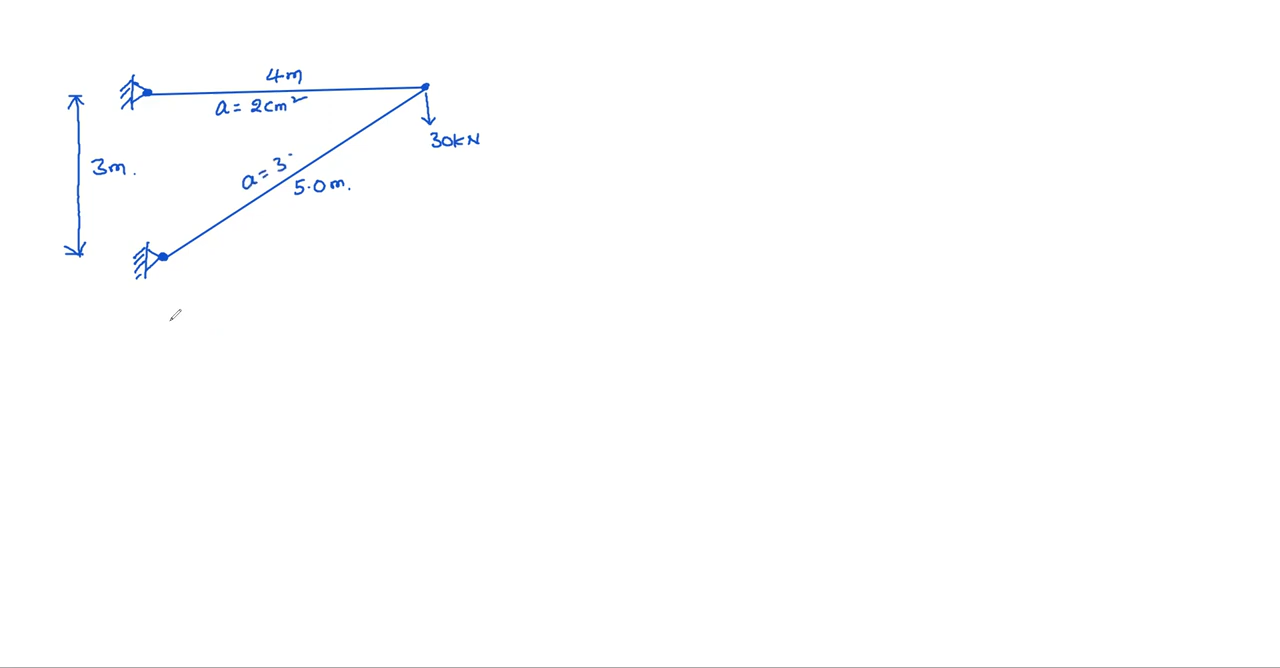 4m
a = 2cm²
30kN
3m.
a = 3
5.0m.